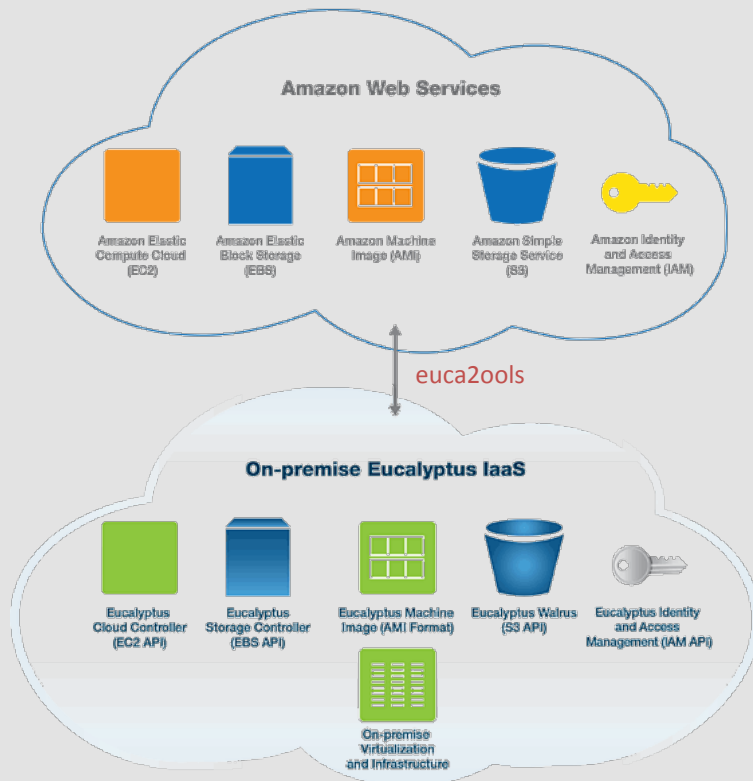 Amazon Web Services
Amazon Elastic
Compute Cloud
(EC2)
Amazon Elastic
Block Storage
(EBS)
Amazon Machine
Image (AMI)
Amazon Simple
Storage Service
(S3)
Amazon Identity
and Access
Management (IAM)
euca2ools
On-premise Eucalyptus IaaS
Eucalyptus
Cloud Controller
(EC2 API)
Eucalyptus
Storage Controller
(EBS API)
Eucalyptus Machine
Image (AMI Format)
Eucalyptus Walrus
(S3 API)
Eucalyptus Identity
and Access
Management (IAM API)
On-premise
Virtualization
and Infrastructure